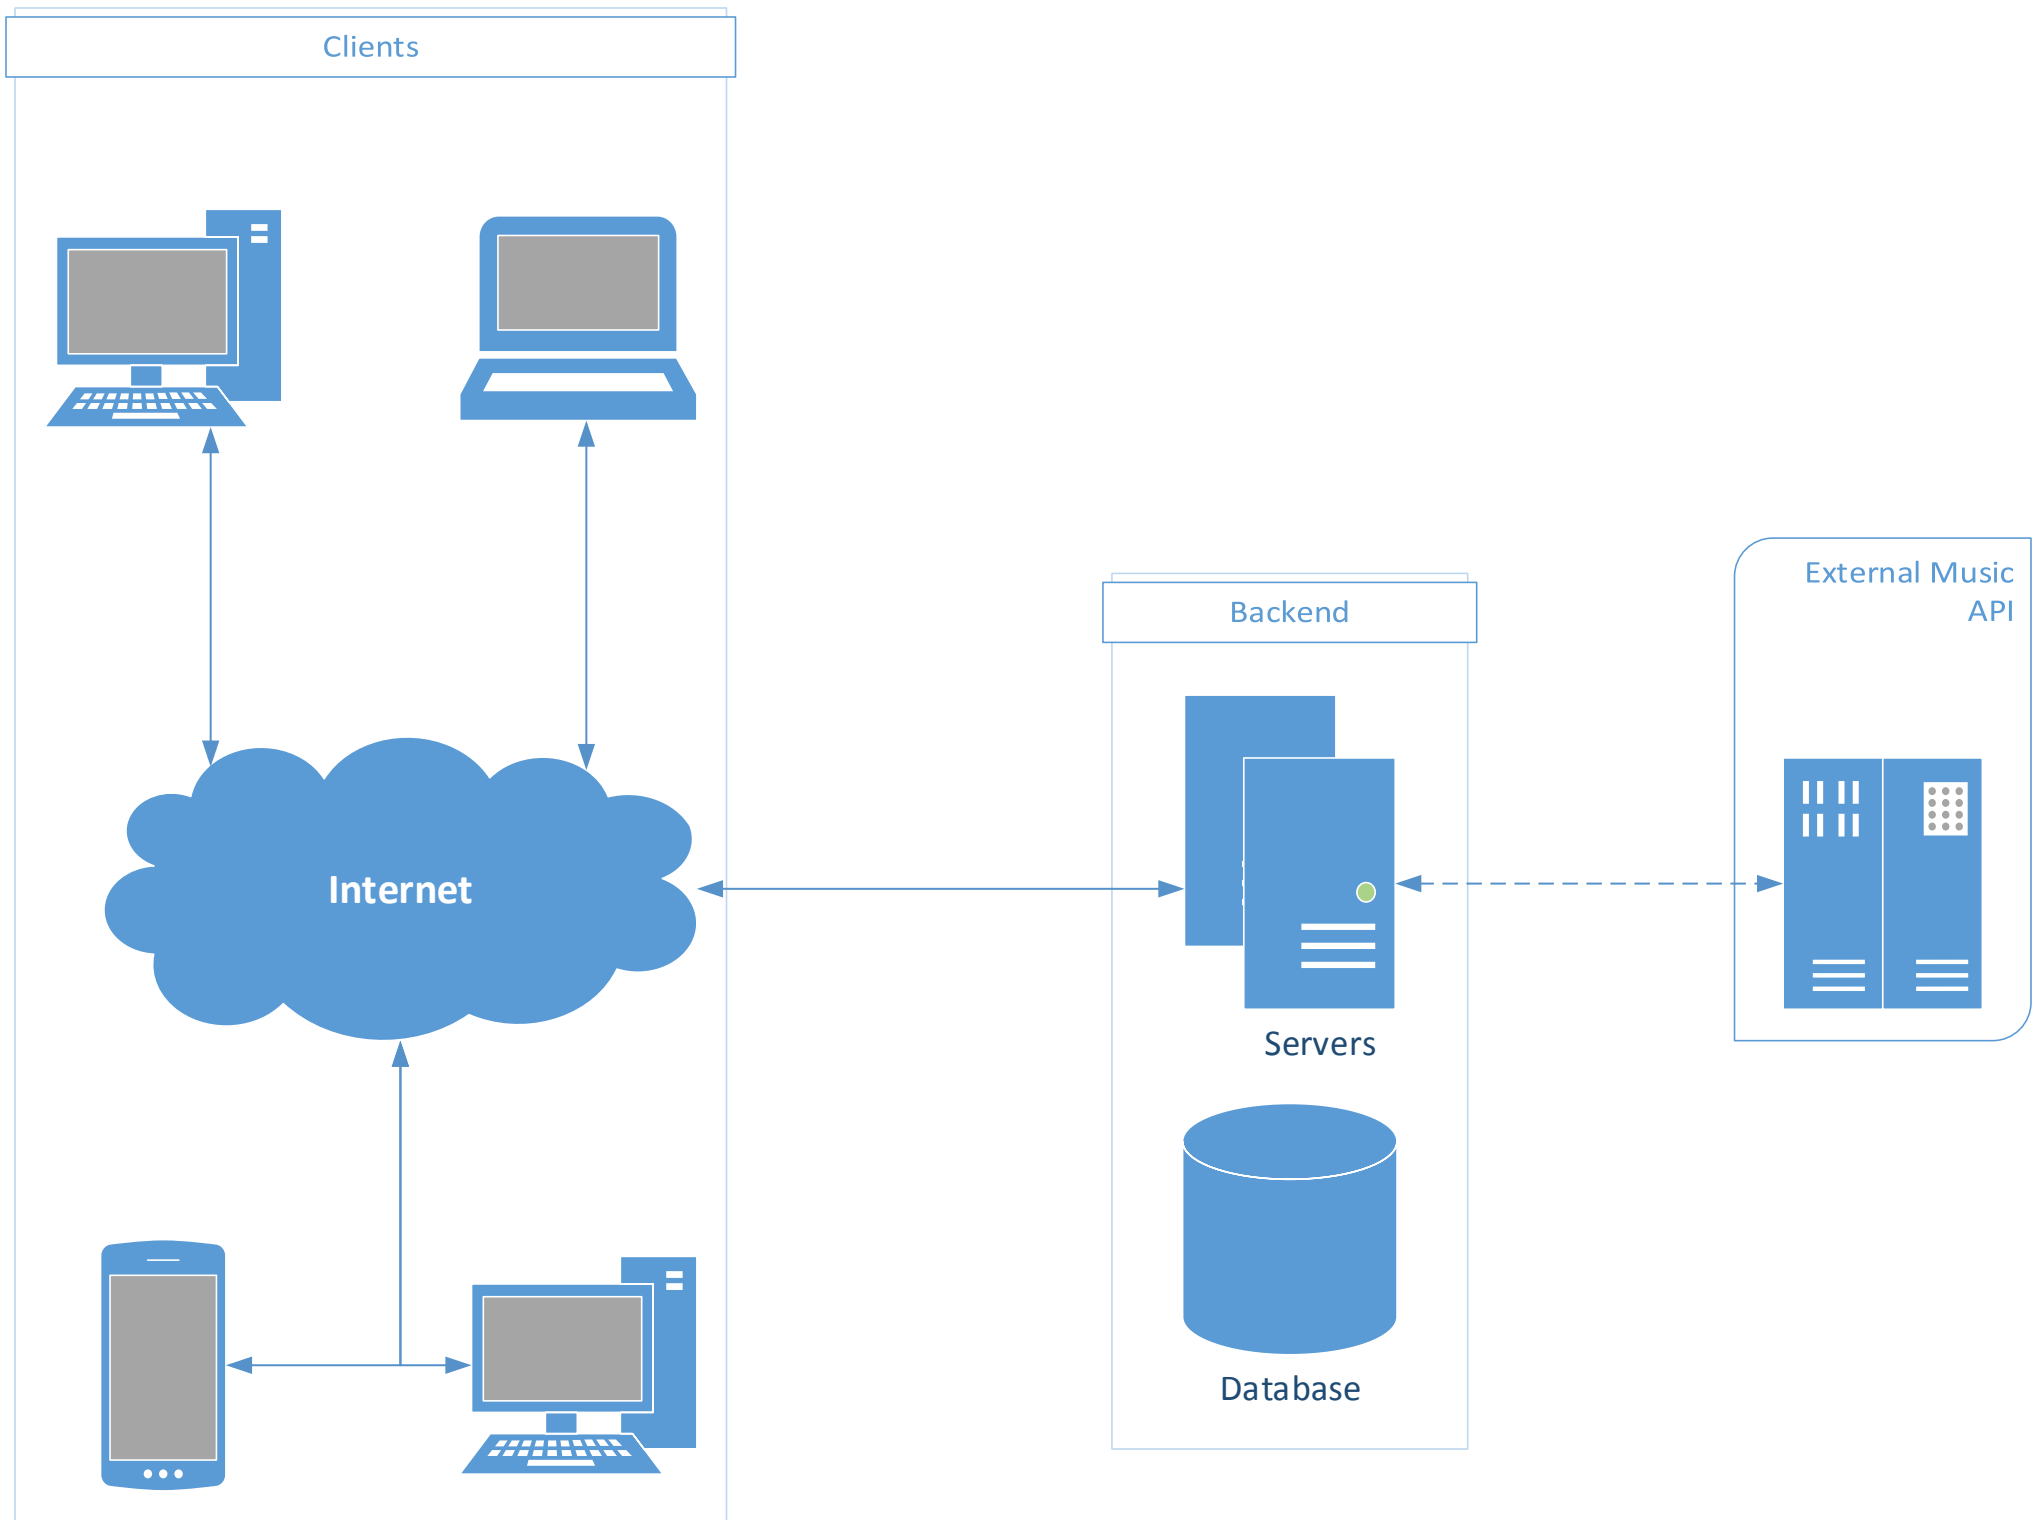 Clients
External Music
API
Backend
Internet
Servers
Database